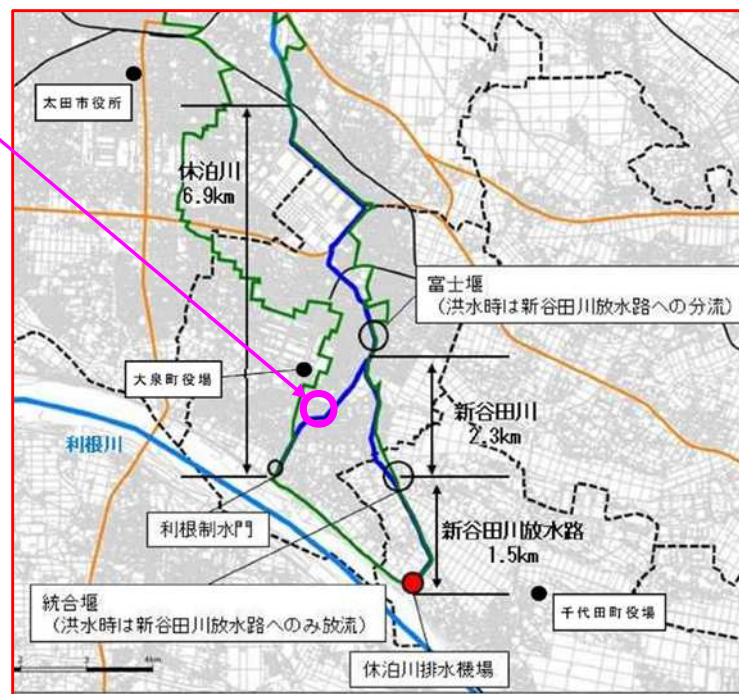 太田市役所
休泊川
6.9km
富士堰
(洪水時は新谷田川放水路への分流)
大泉町役場
新谷田川
2.3km
利根川
利根制水門
新谷田川放水路
1.5km
統合堰
(洪水時は新谷田川放水路へのみ放流)
千代田町役場
休泊川排水機場